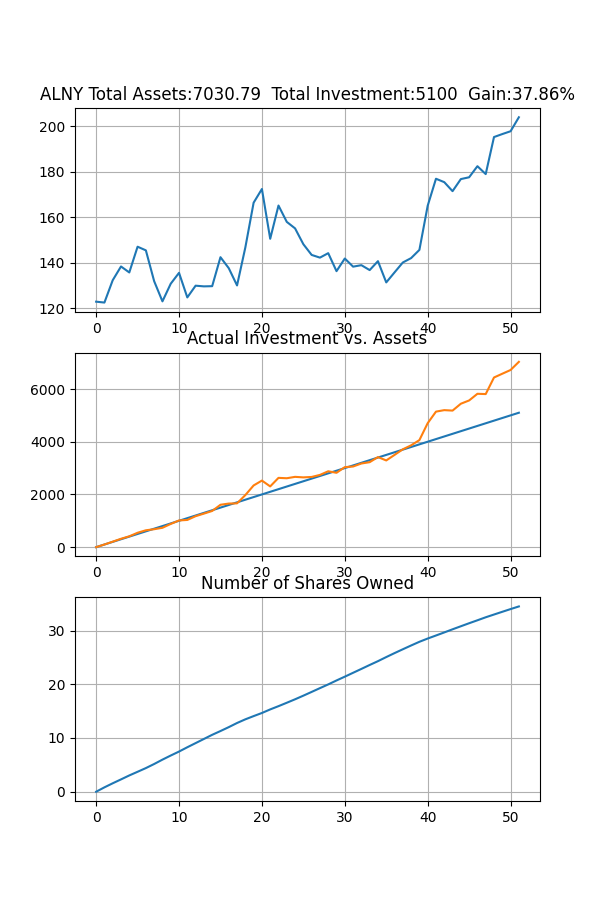 ALNY Total Assets:7030.79  Total Investment:5100  Gain:37.86%
200
180
160
140
120
0 10 20 30 40 50
Actual Investment vs. Assets
6000
4000
2000
0
0 10 20 30 40 50
Number of Shares Owned
30
20
10
0
0 10 20 30 40 50